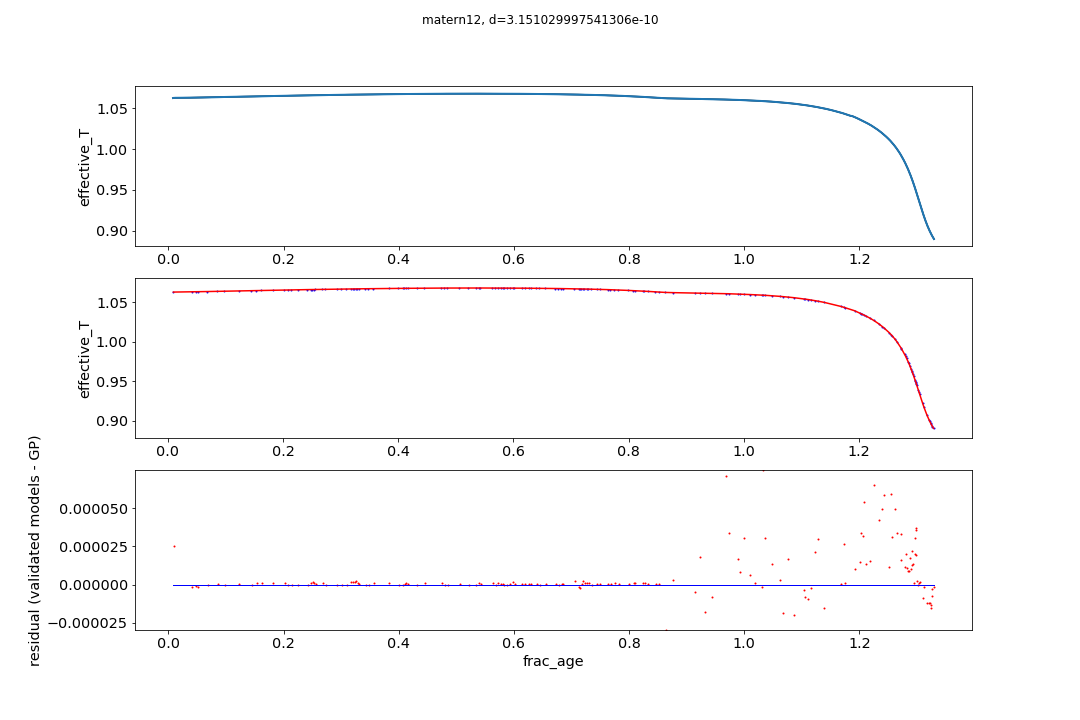 matern12, d=3.151029997541306e-10
effective_T
1.05
1.00
0.95
0.90
0.0 0.2 0.4 0.6 0.8 1.0 1.2
effective_T
1.05
1.00
0.95
0.90
0.0 0.2 0.4 0.6 0.8 1.0 1.2
residual (validated models - GP)
0.000050
0.000025
0.000000
−0.000025
0.0 0.2 0.4 0.6 0.8 1.0 1.2
frac_age